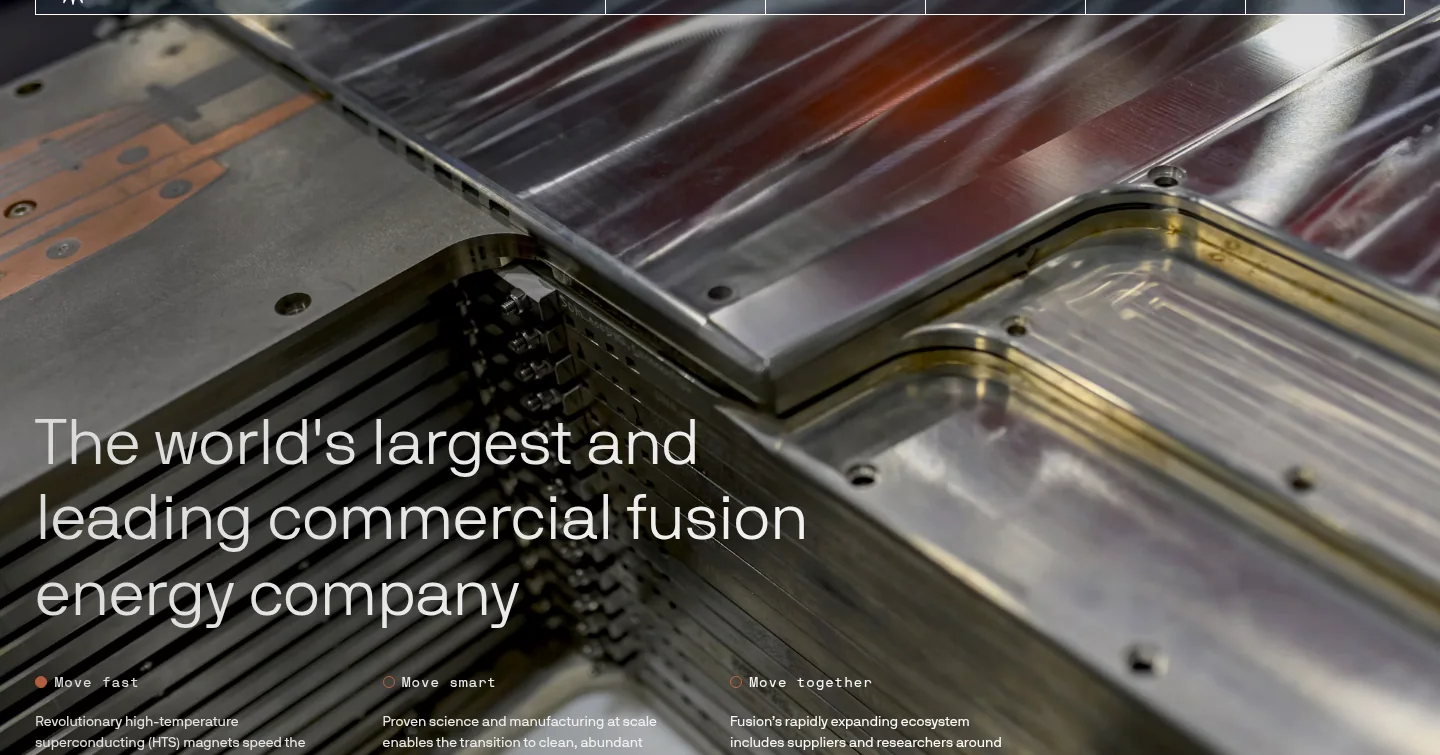 The world's largest and
leading commercial fusion
energy company
Move fast
Move smart
Move together
Revolutionary high-temperature
superconducting (HTS) magnets speed the
Proven science and manufacturing at scale
enables the transition to clean, abundant
Fusion’s rapidly expanding ecosystem
includes suppliers and researchers around